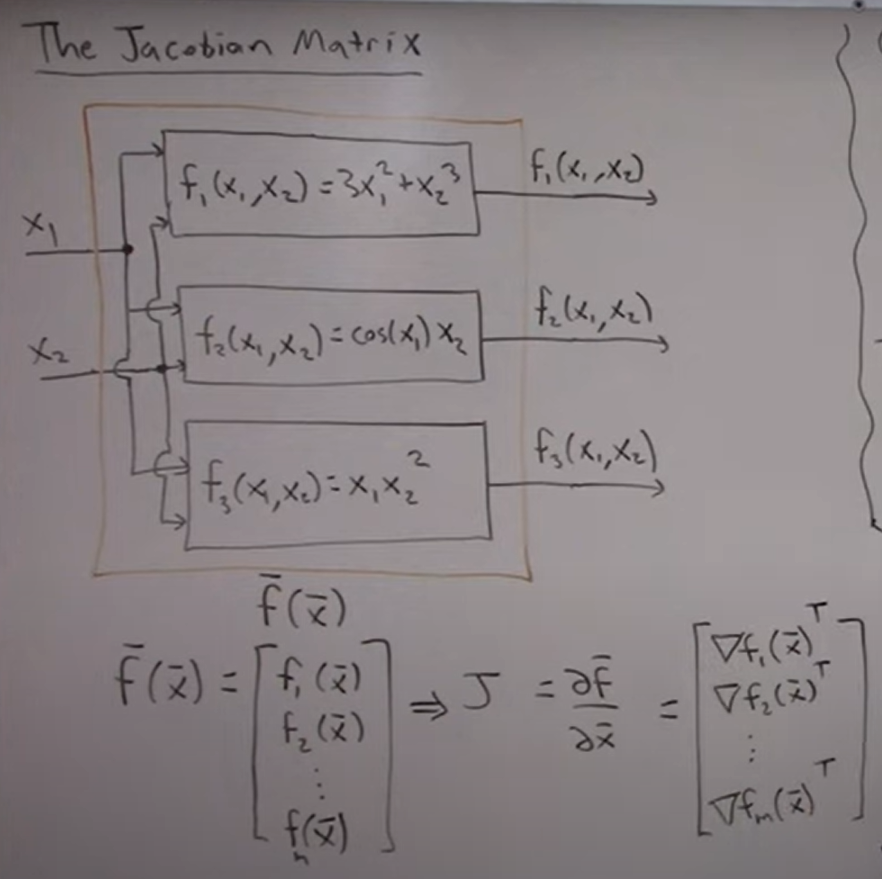 The Jacobian Matrix
f₁(x₁,x₂)=3x₁²+x₂³
f₁(x₁,x₂)
x₁
f₂(x₁,x₂)
f₂(x₁,x₂)=cos(x₁)x₂
x₂
f₃(x₁,x₂)
f₃(x₁,x₂)=x₁x₂²
f̄(x̄)
f̄(x̄) = [f₁(x̄) f₂(x̄) ⋮ fₙ(x̄)] ⇒ J = ∂f̄/∂x̄ = [∇f₁(x̄)ᵀ ∇f₂(x̄)ᵀ ⋮ ∇fₘ(x̄)ᵀ]